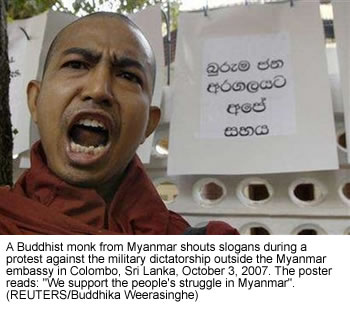 බුරුම ජන
අරගලයට
අපේ
සහය
A Buddhist monk from Myanmar shouts slogans during a
protest against the military dictatorship outside the Myanmar
embassy in Colombo, Sri Lanka, October 3, 2007. The poster
reads: "We support the people's struggle in Myanmar".
(REUTERS/Buddhika Weerasinghe)